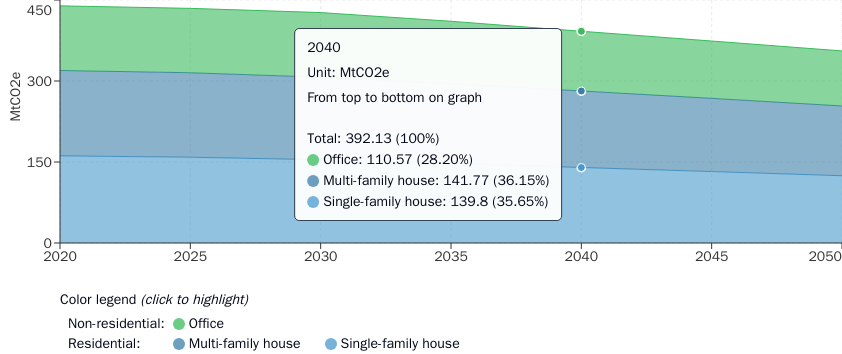 450
300
150
0
MtCO2e
2020
Unit: MtCO2e
From top to bottom on graph
Total: 392.13 (100%)
Office: 110.57 (28.20%)
Multi-family house: 141.77 (36.15%)
Single-family house: 139.8 (35.65%)
2040
2020 2025 2030 2035 2040 2045 2050
Color legend (click to highlight)
Non-residential: Office
Residential: Multi-family house Single-family house